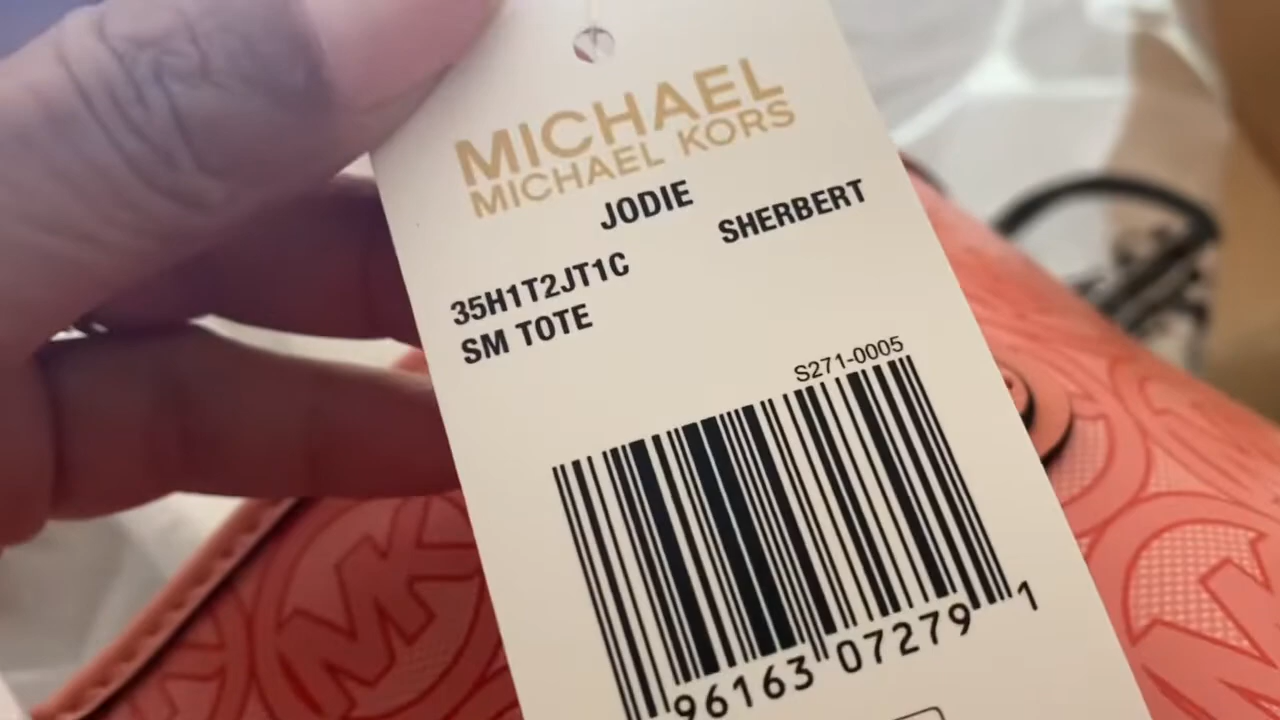 MICHAEL
MICHAEL KORS
JODIE
SHERBERT
35H1T2JT1C
SM TOTE
S271-0005
96163 07279 1